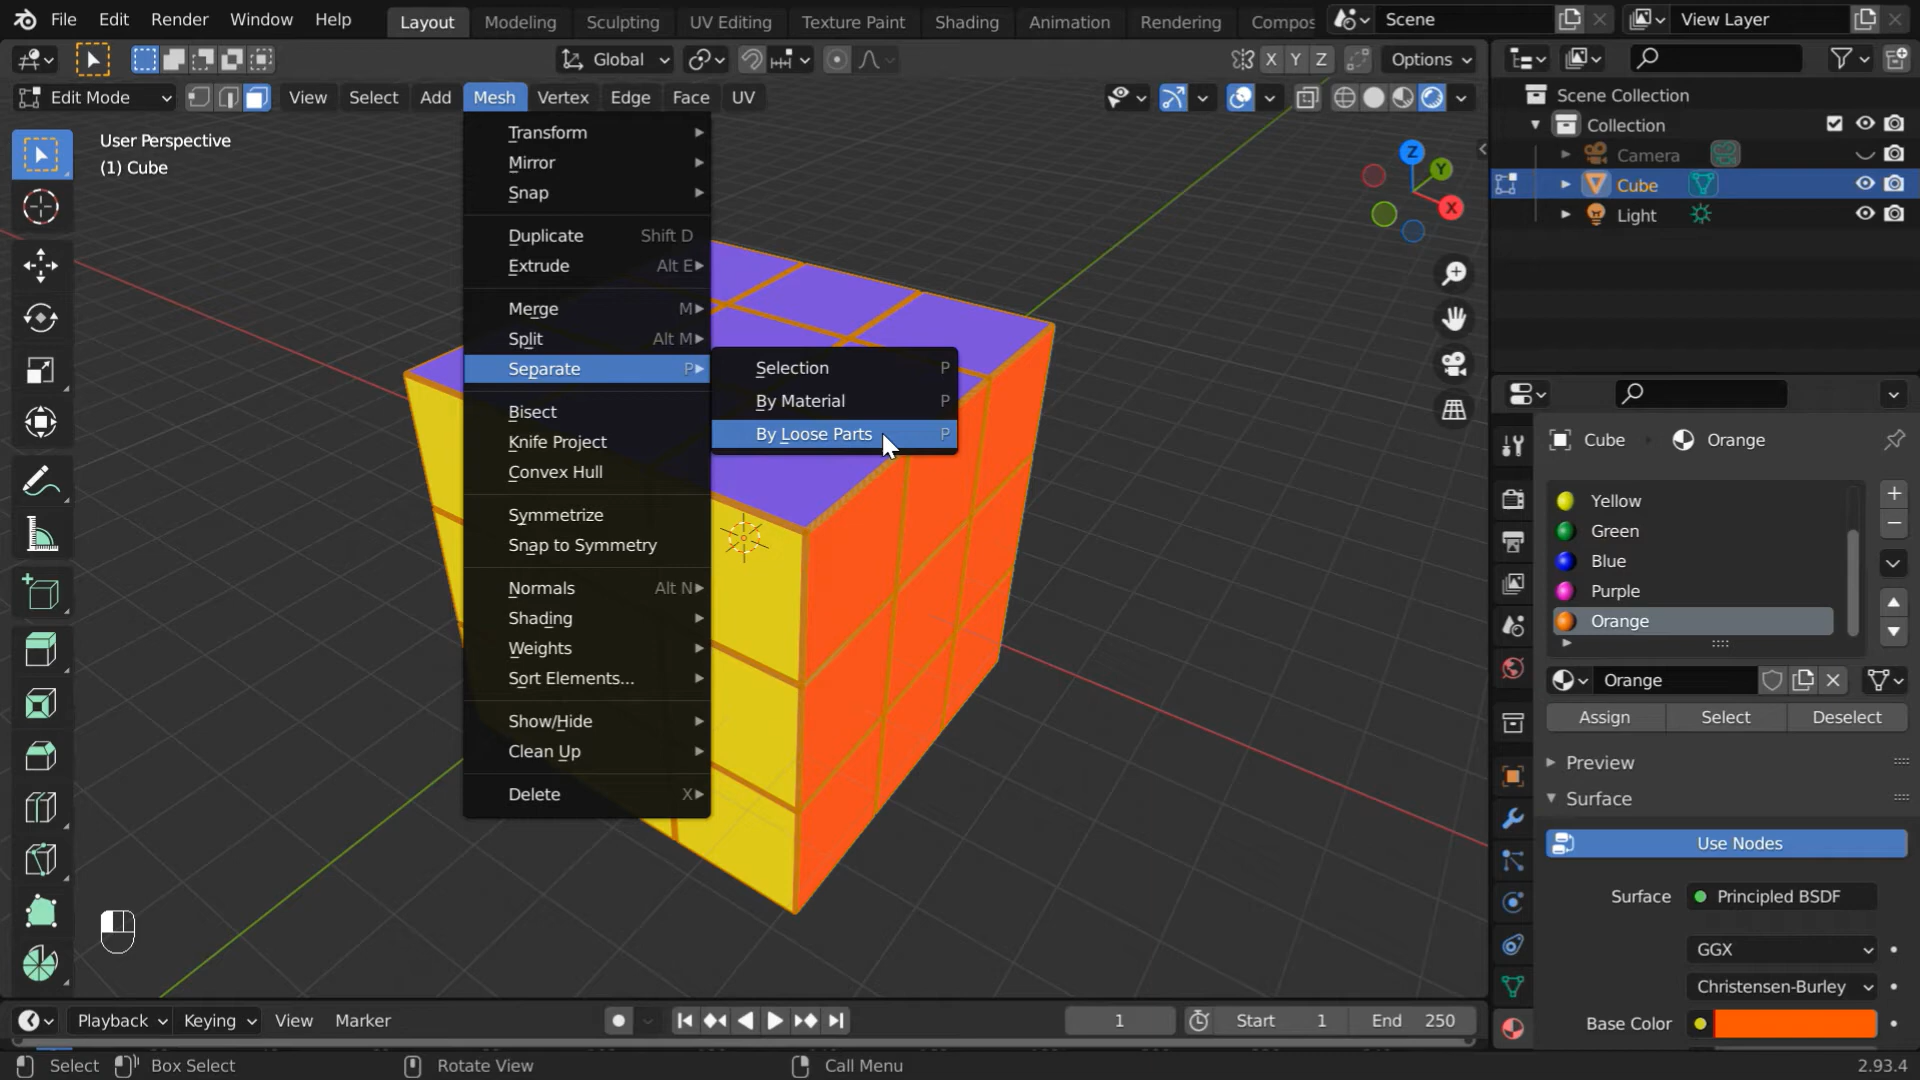 File Edit Render Window Help Layout Modeling Sculpting UV Editing Texture Paint Shading Animation Rendering Compos Scene View Layer
Global X Y Z Options
Edit Mode View Select Add Mesh Vertex Edge Face UV
User Perspective
(1) Cube
Transform
Mirror
Snap
Duplicate Shift D
Extrude Alt E
Merge M
Split Alt M
Separate P
Bisect
Knife Project
Convex Hull
Symmetrize
Snap to Symmetry
Normals Alt N
Shading
Weights
Sort Elements...
Show/Hide
Clean Up
Delete X
Selection P
By Material P
By Loose Parts P
Z
Y
X
Scene Collection
Collection
Camera
Cube
Light
Cube Orange
Yellow
Green
Blue
Purple
Orange
Orange
Assign Select Deselect
Preview
Surface
Use Nodes
Surface Principled BSDF
GGX
Christensen-Burley
Base Color
Playback Keying View Marker 1 Start 1 End 250
Select Box Select Rotate View Call Menu 2.93.4